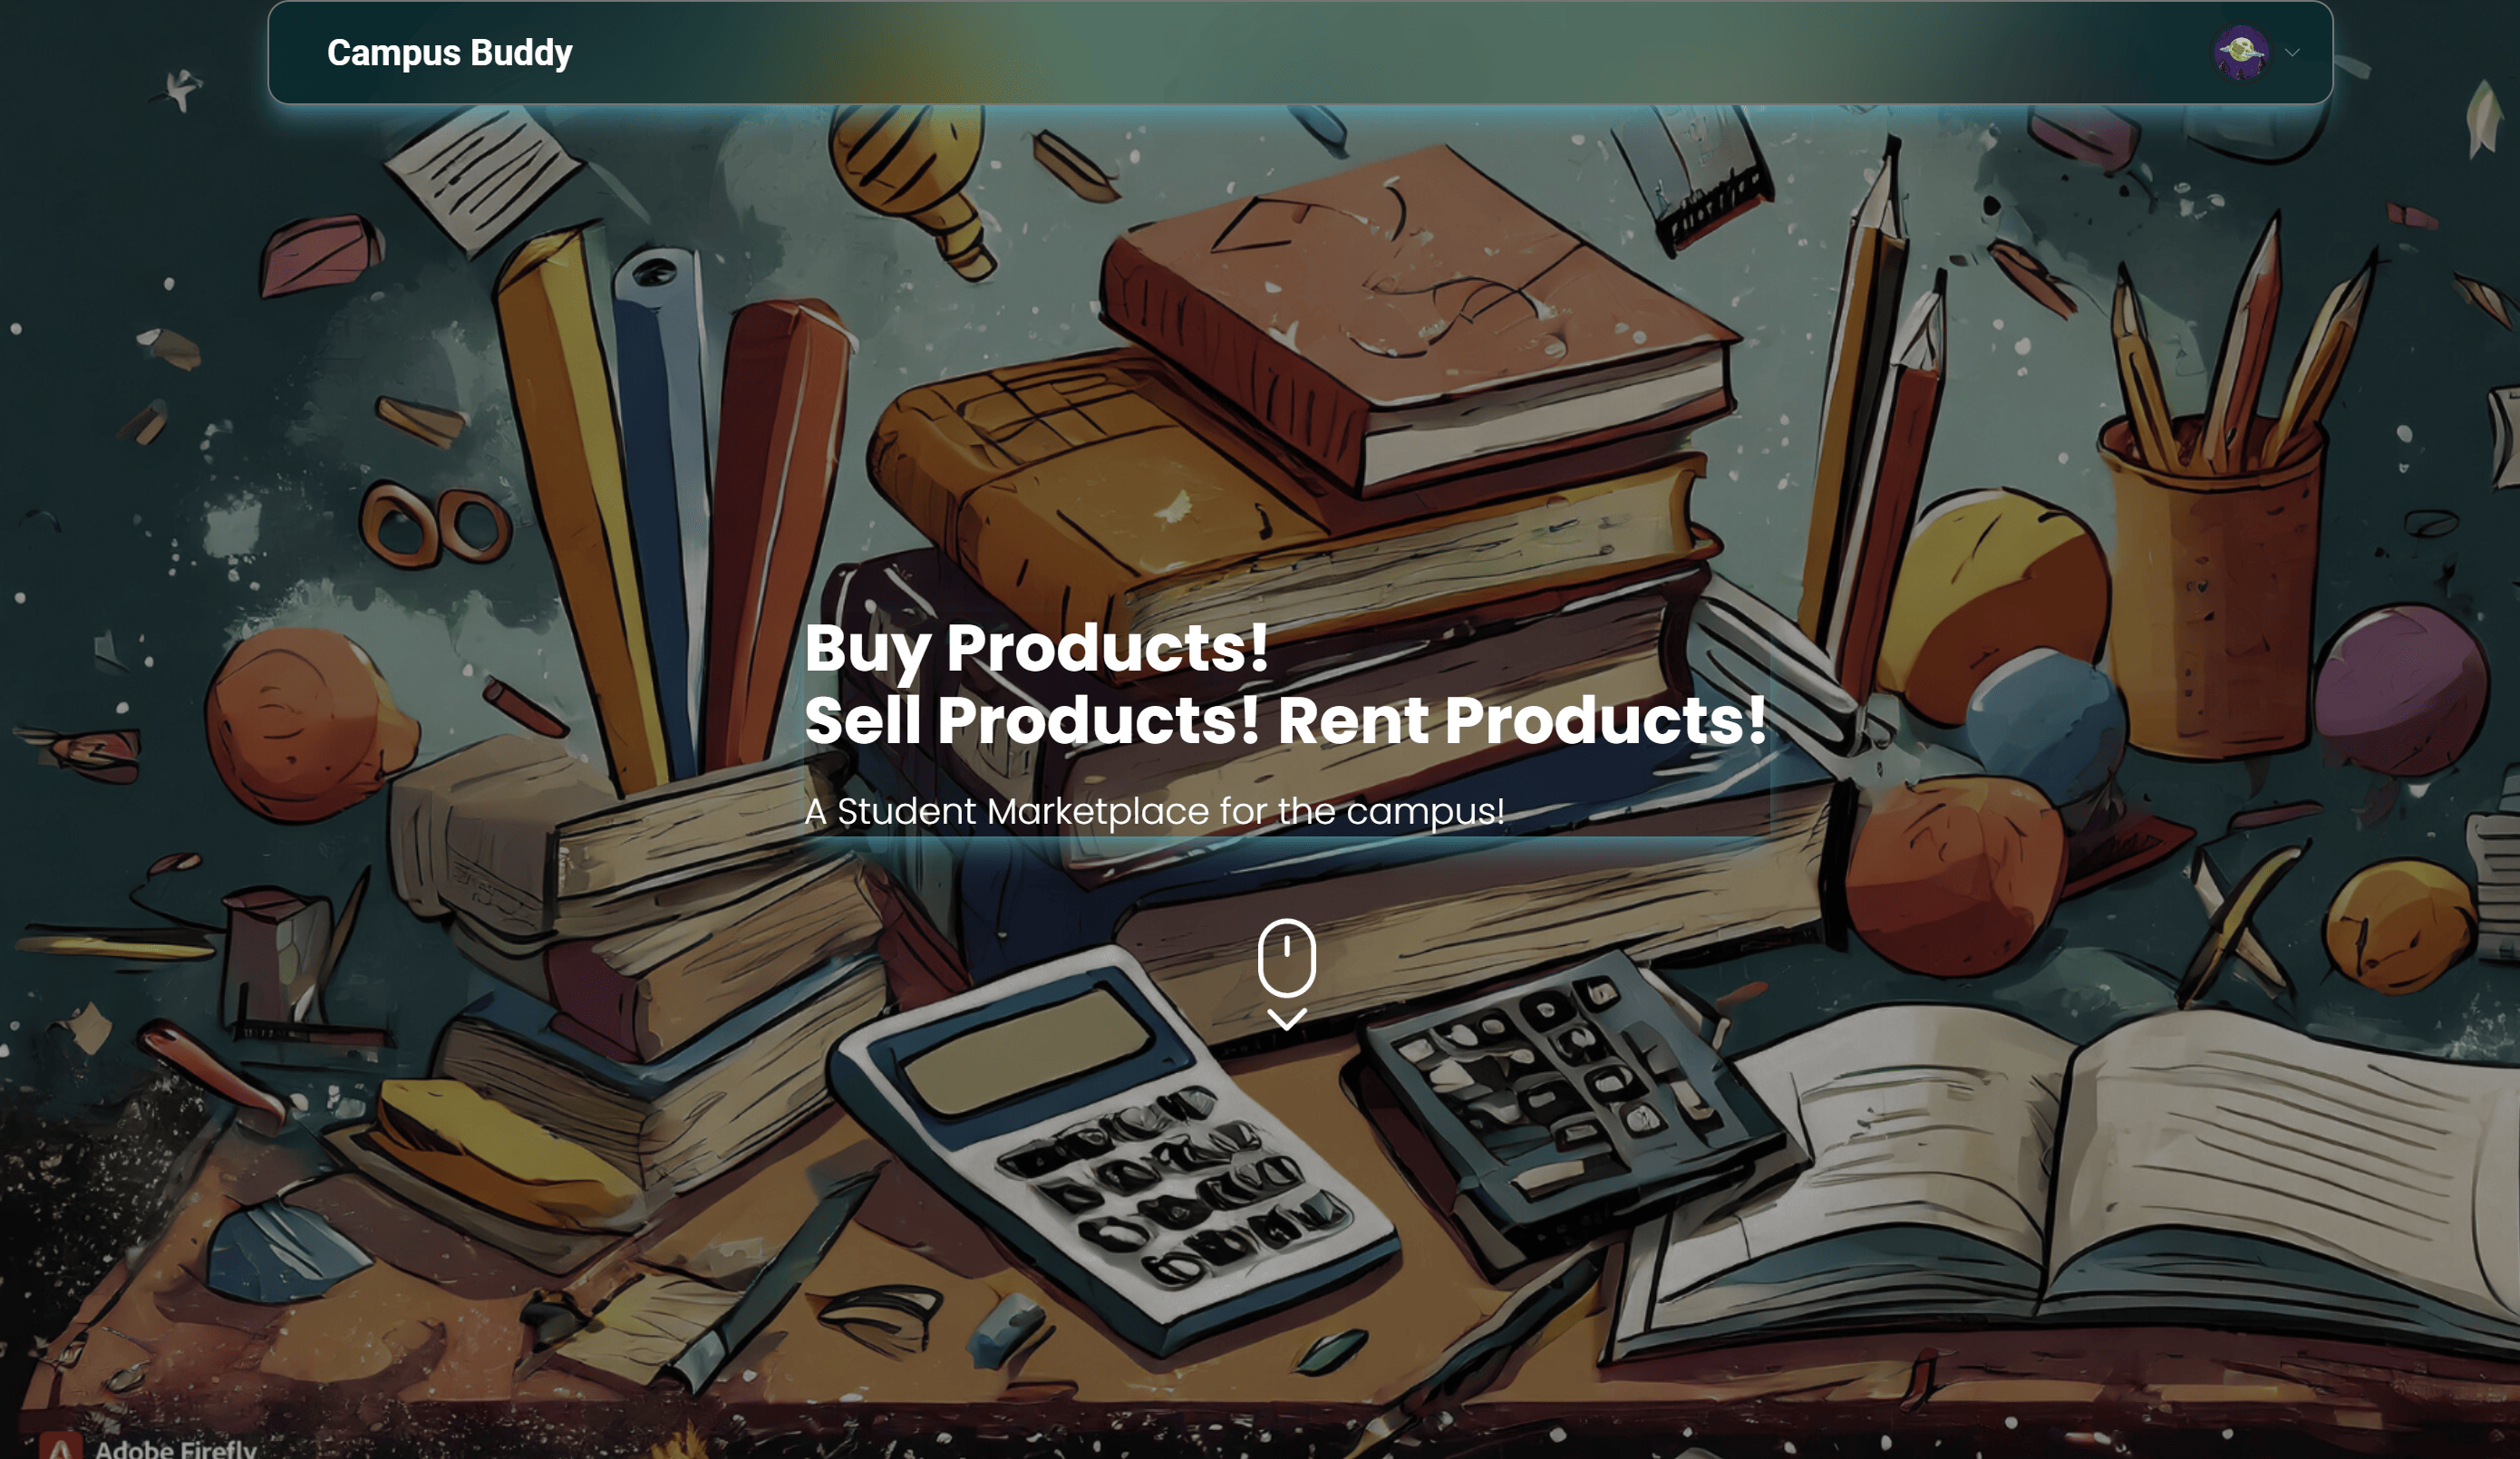 Campus Buddy
Buy Products!
Sell Products! Rent Products!
A Student Marketplace for the campus!
Adobe Firefly